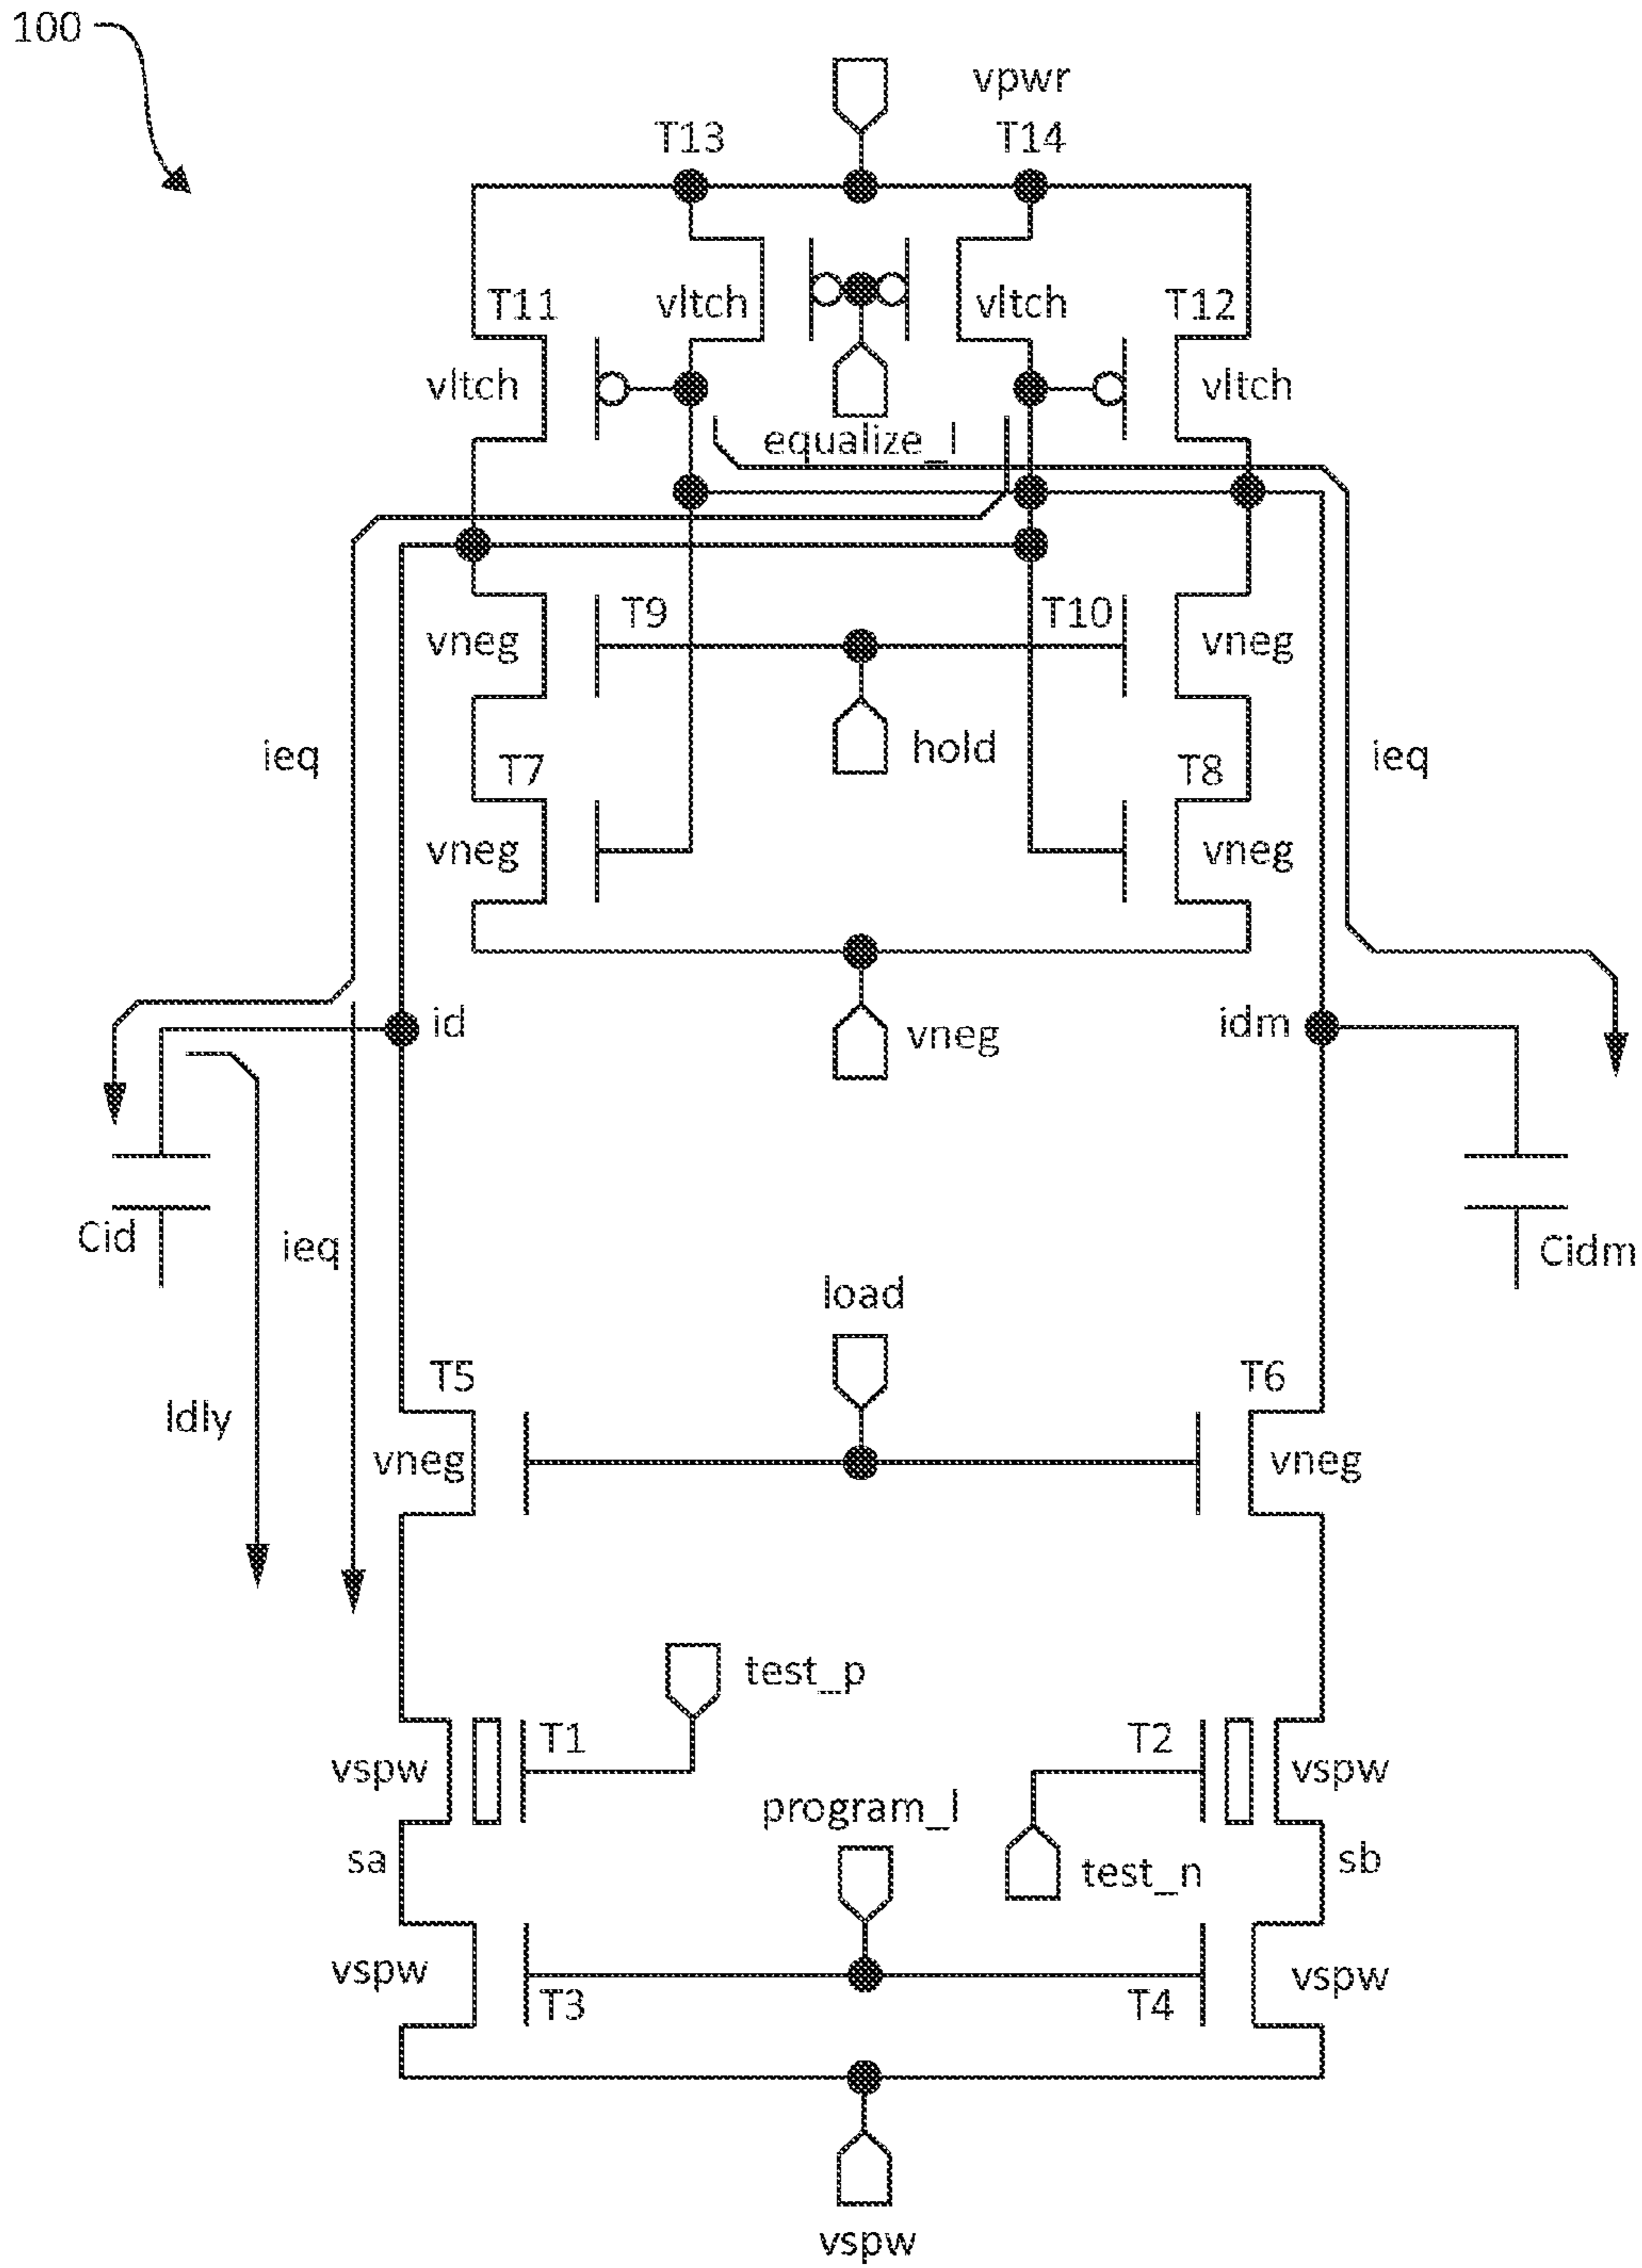 100
vpwr
T13
T14
T11
vltch
vltch
T12
vltch
vltch
equalize_l
T9
T10
vneg
vneg
ieq
hold
ieq
T7
T8
vneg
vneg
id
vneg
idm
Cid
ieq
Cidm
load
T5
T6
ldly
vneg
vneg
test_p
T1
T2
vspw
vspw
program_l
sa
test_n
sb
vspw
vspw
T3
T4
vspw